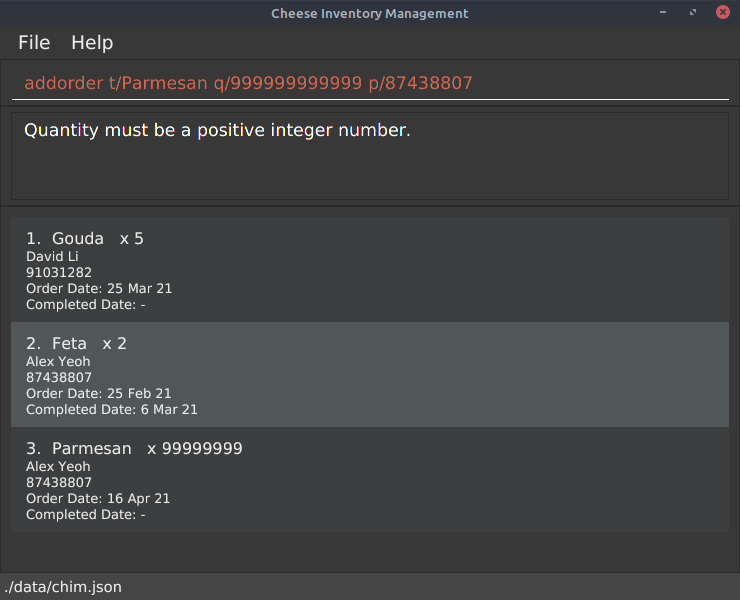 Cheese Inventory Management
File Help
addorder t/Parmesan q/999999999999 p/87438807
Quantity must be a positive integer number.
1. Gouda x 5
David Li
91031282
Order Date: 25 Mar 21
Completed Date: -
2. Feta x 2
Alex Yeoh
87438807
Order Date: 25 Feb 21
Completed Date: 6 Mar 21
3. Parmesan x 99999999
Alex Yeoh
87438807
Order Date: 16 Apr 21
Completed Date: -
./data/chim.json